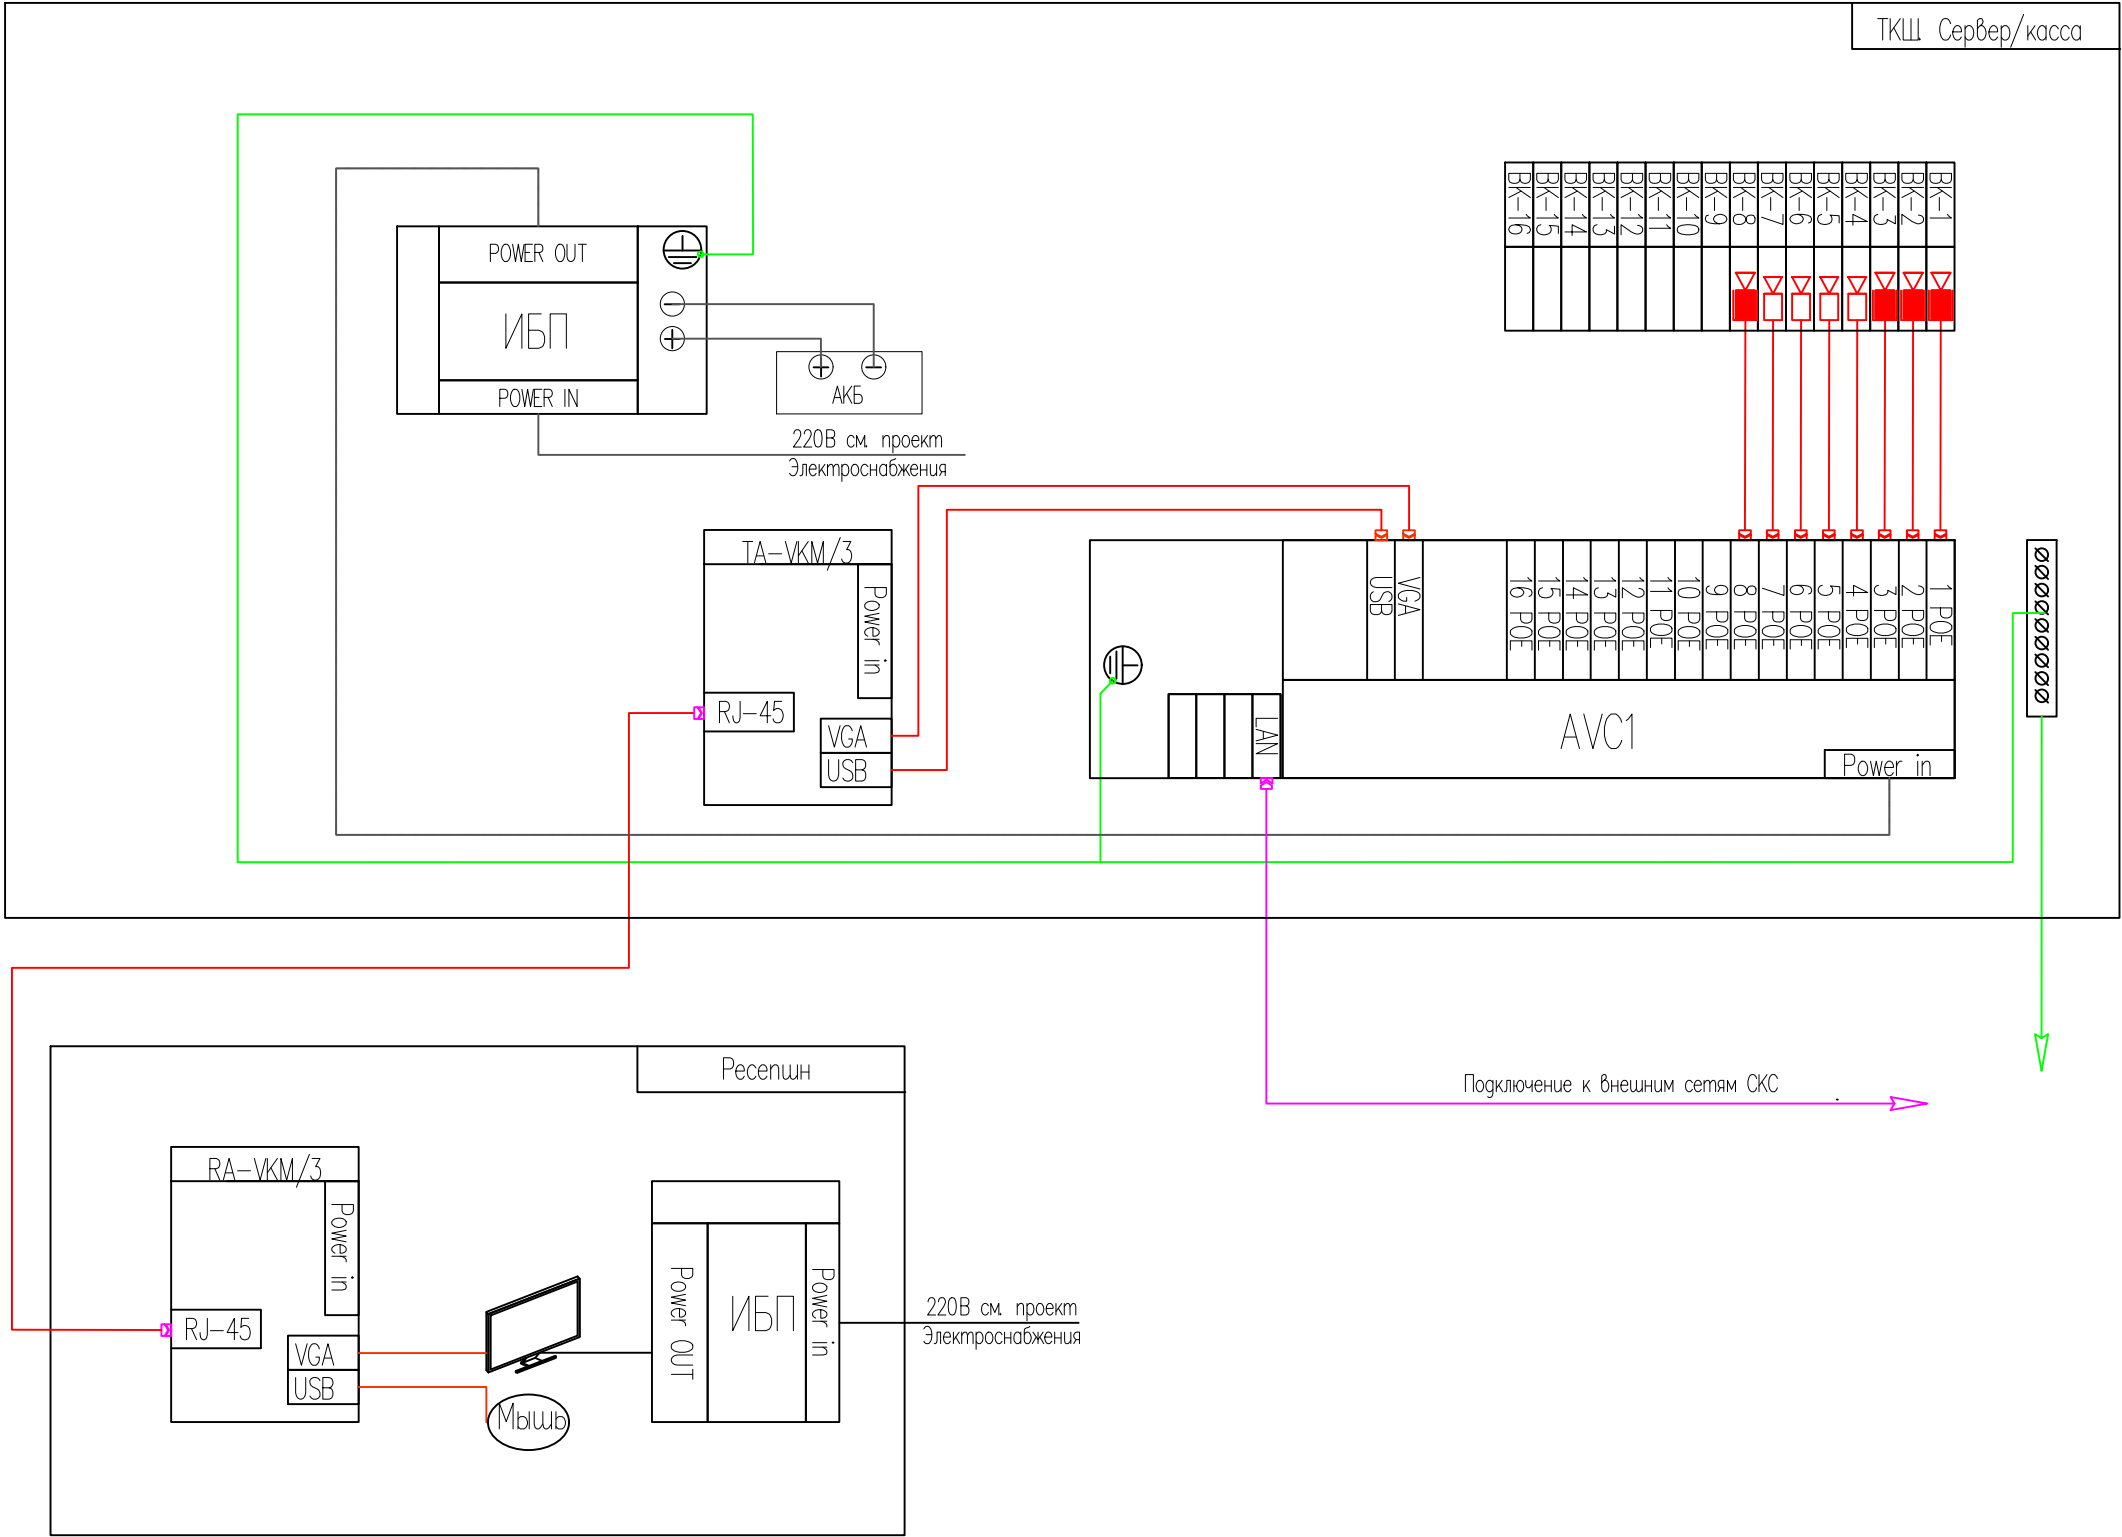 ТКЩ. Сервер/касса
ВК-16
ВК-15
ВК-14
ВК-13
ВК-12
ВК-11
ВК-10
ВК-9
ВК-8
ВК-7
ВК-6
ВК-5
ВК-4
ВК-3
ВК-2
ВК-1
POWER OUT
ИБП
POWER IN
АКБ
220В см. проект
Электроснабжения
TA-VKM/3
Power in
RJ-45
VGA
USB
USB
VGA
16 POE
15 POE
14 POE
13 POE
12 POE
11 POE
10 POE
9 POE
8 POE
7 POE
6 POE
5 POE
4 POE
3 POE
2 POE
1 POE
LAN
AVC1
Power in
Подключение к внешним сетям СКС
Ресепшн
RA-VKM/3
Power in
RJ-45
VGA
USB
Мышь
Power OUT
ИБП
Power in
220В см. проект
Электроснабжения